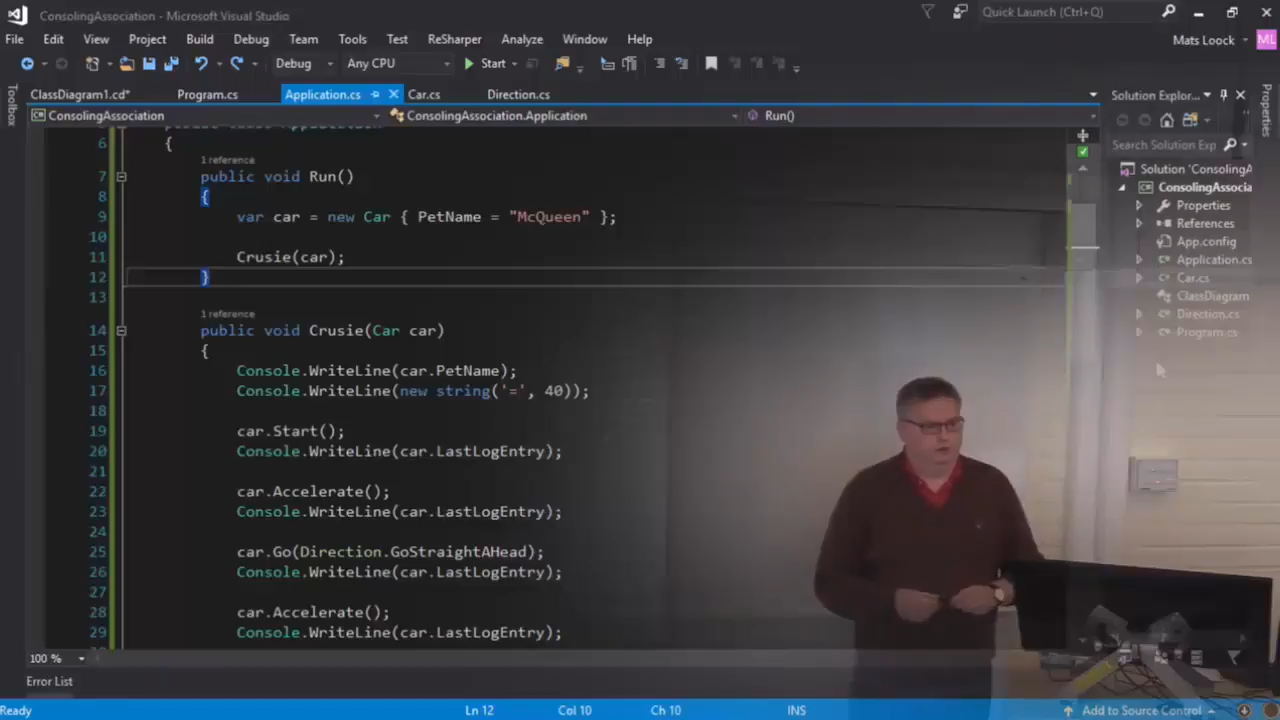 ConsolingAssociation - Microsoft Visual Studio
Quick Launch (Ctrl+Q)
File Edit View Project Build Debug Team Tools Test ReSharper Analyze Window Help
Mats Loock ML
Debug Any CPU Start
Toolbox
ClassDiagram1.cd* Program.cs Application.cs Car.cs Direction.cs
ConsolingAssociation ConsolingAssociation.Application Run()
Solution Explor...
Search Solution Exp
Solution 'ConsolingA
ConsolingAssocia
Properties
References
App.config
Application.cs
Car.cs
ClassDiagram
Direction.cs
Program.cs
Properties
6 {
1 reference
7 public void Run()
8 {
9 var car = new Car { PetName = "McQueen" };
10
11 Crusie(car);
12 }
13
1 reference
14 public void Crusie(Car car)
15 {
16 Console.WriteLine(car.PetName);
17 Console.WriteLine(new string('=', 40));
18
19 car.Start();
20 Console.WriteLine(car.LastLogEntry);
21
22 car.Accelerate();
23 Console.WriteLine(car.LastLogEntry);
24
25 car.Go(Direction.GoStraightAHead);
26 Console.WriteLine(car.LastLogEntry);
27
28 car.Accelerate();
29 Console.WriteLine(car.LastLogEntry);
100 %
Error List
Ready Ln 12 Col 10 Ch 10 INS Add to Source Control